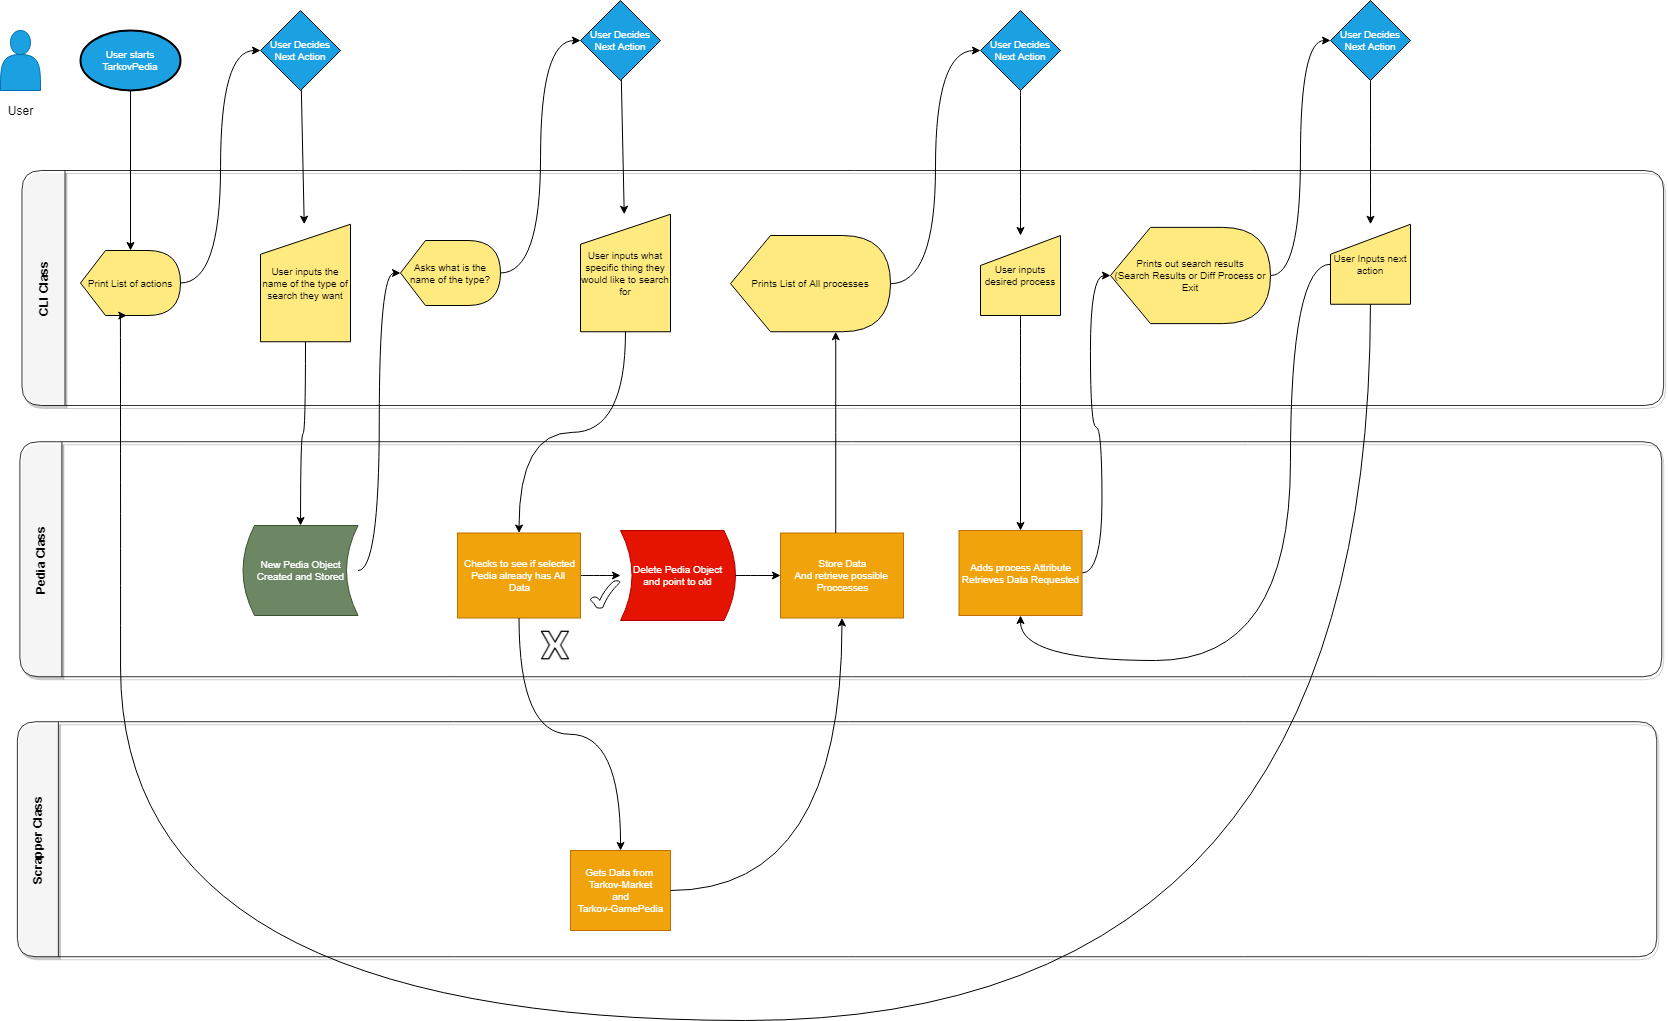 User
User starts
TarkovPedia
User Decides
Next Action
User Decides
Next Action
User Decides
Next Action
User Decides
Next Action
CLI Class
Print List of actions
User inputs the
name of the type of
search they want
Asks what is the
name of the type?
User inputs what
specific thing they
would like to search
for
Prints List of All processes
User inputs
desired process
Prints out search results
(Search Results or Diff Process or
Exit
User Inputs next
action
Pedia Class
New Pedia Object
Created and Stored
Checks to see if selected
Pedia already has All
Data
X
Delete Pedia Object
and point to old
Store Data
And retrieve possible
Proccesses
Adds process Attribute
Retrieves Data Requested
Scrapper Class
Gets Data from
Tarkov-Market
and
Tarkov-GamePedia